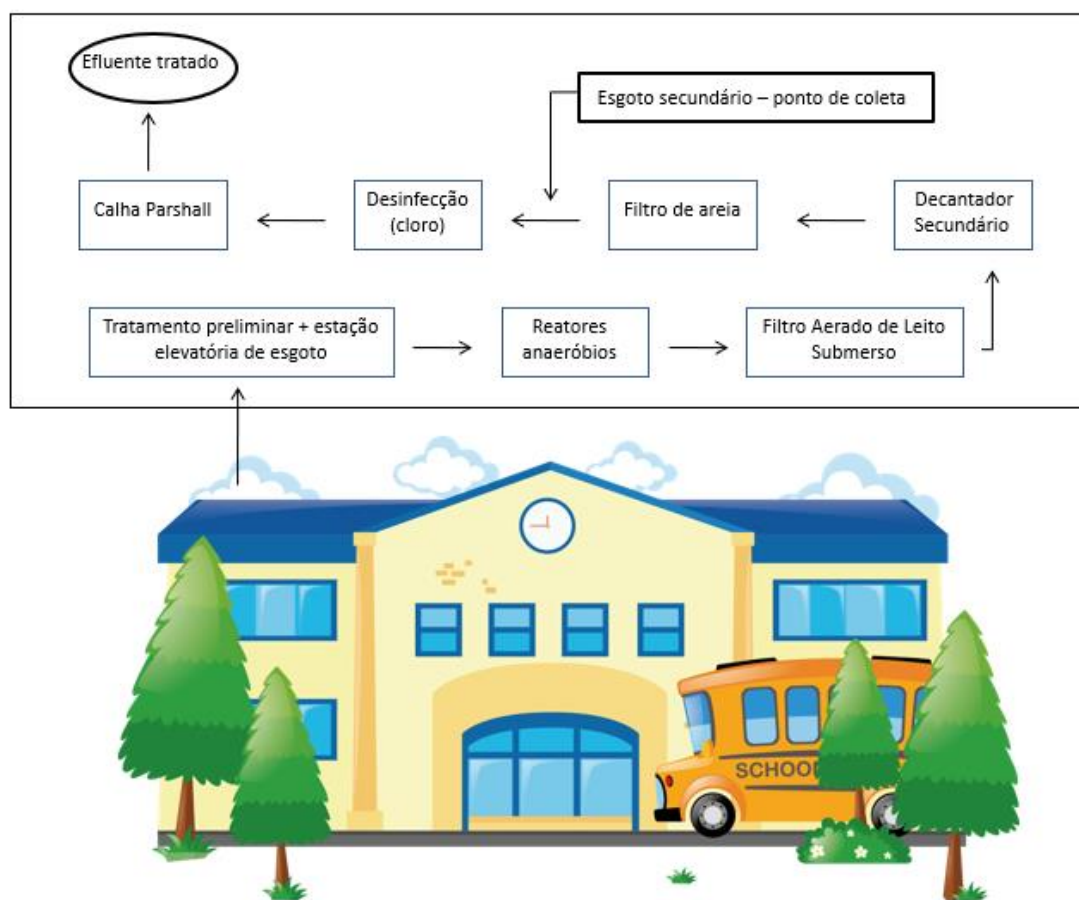 Efluente tratado
Esgoto secundário – ponto de coleta
Calha Parshall
Desinfecção
(cloro)
Filtro de areia
Decantador
Secundário
Tratamento preliminar + estação
elevatória de esgoto
Reatores
anaeróbios
Filtro Aerado de Leito
Submerso
SCHOOL